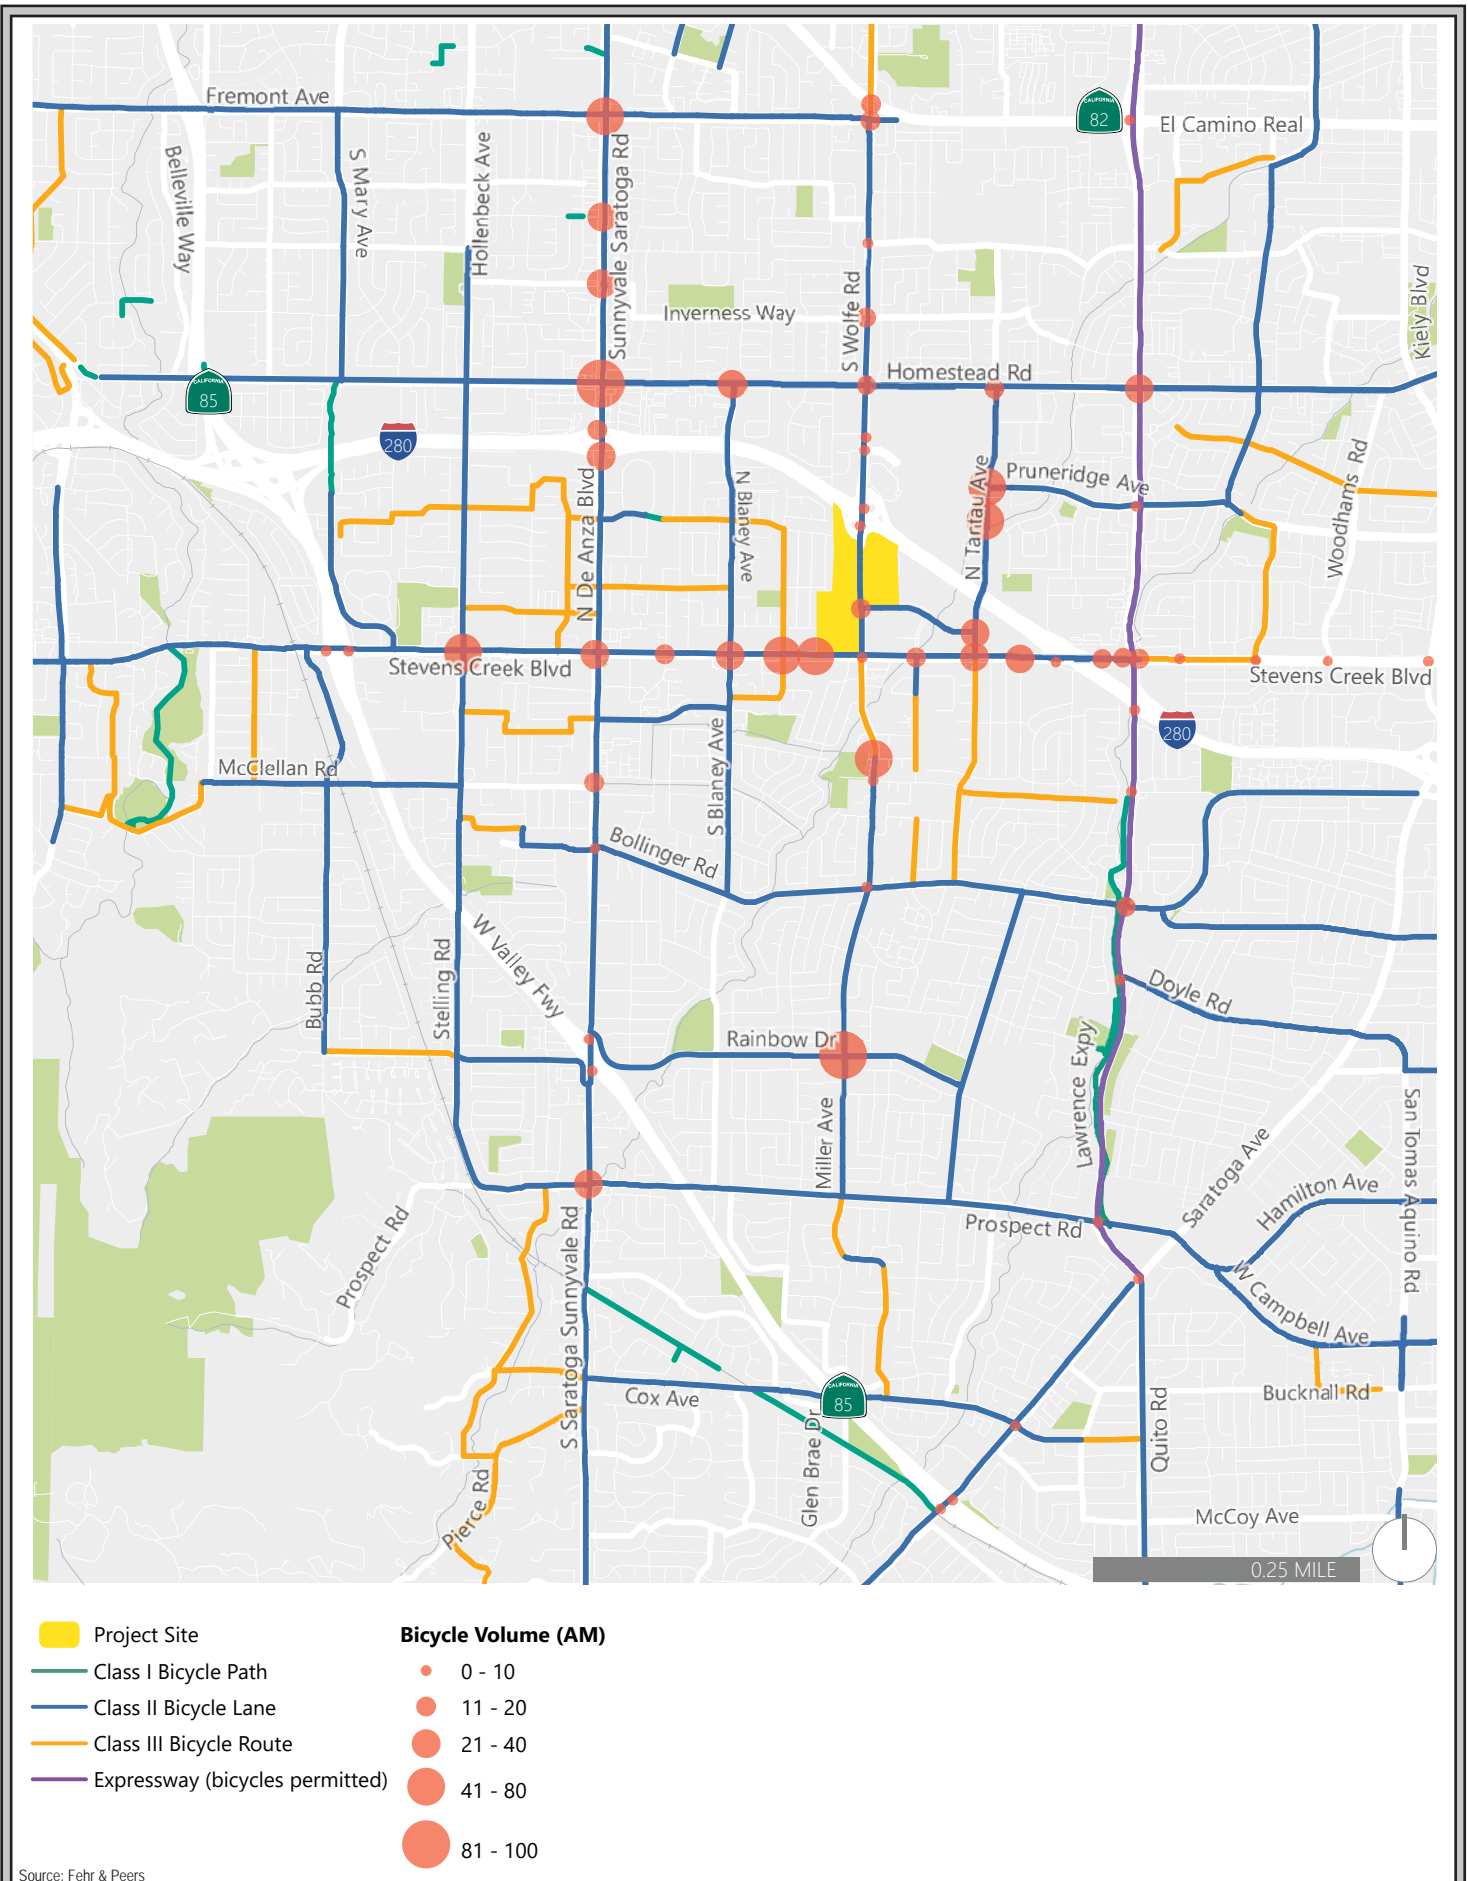 Fremont Ave
CALIFORNIA
82
El Camino Real
Belleville Way
S Mary Ave
Hollenbeck Ave
Sunnyvale Saratoga Rd
Inverness Way
S Wolfe Rd
Kiely Blvd
Homestead Rd
CALIFORNIA
85
280
N De Anza Blvd
N Blaney Ave
N Tantau Ave
Pruneridge Ave
Woodhams Rd
Stevens Creek Blvd
Stevens Creek Blvd
280
McClellan Rd
S Blaney Ave
Bollinger Rd
Bubb Rd
Stelling Rd
W Valley Fwy
Doyle Rd
Rainbow Dr
Lawrence Expy
Miller Ave
San Tomas Aquino Rd
Saratoga Ave
Hamilton Ave
Prospect Rd
Prospect Rd
S Saratoga Sunnyvale Rd
W Campbell Ave
Cox Ave
CALIFORNIA
85
Glen Brae Dr
Quito Rd
Bucknall Rd
Pierce Rd
McCoy Ave
0.25 MILE
Project Site
Class I Bicycle Path
Class II Bicycle Lane
Class III Bicycle Route
Expressway (bicycles permitted)
Bicycle Volume (AM)
0 - 10
11 - 20
21 - 40
41 - 80
81 - 100
Source: Fehr & Peers